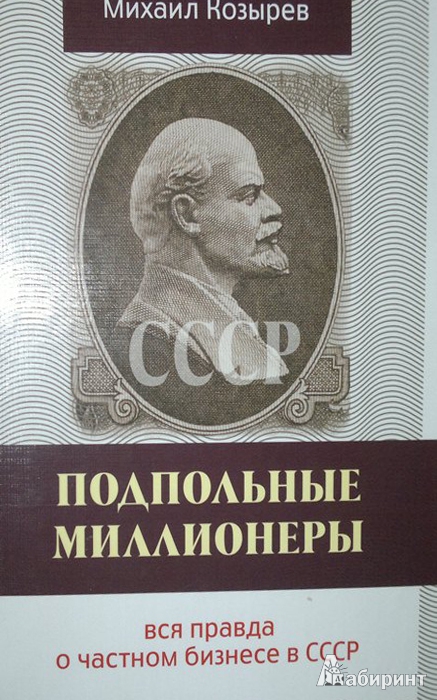 Михаил Козырев
СССР
ПОДПОЛЬНЫЕ
МИЛЛИОНЕРЫ
вся правда
о частном бизнесе в СССР
Лабиринт